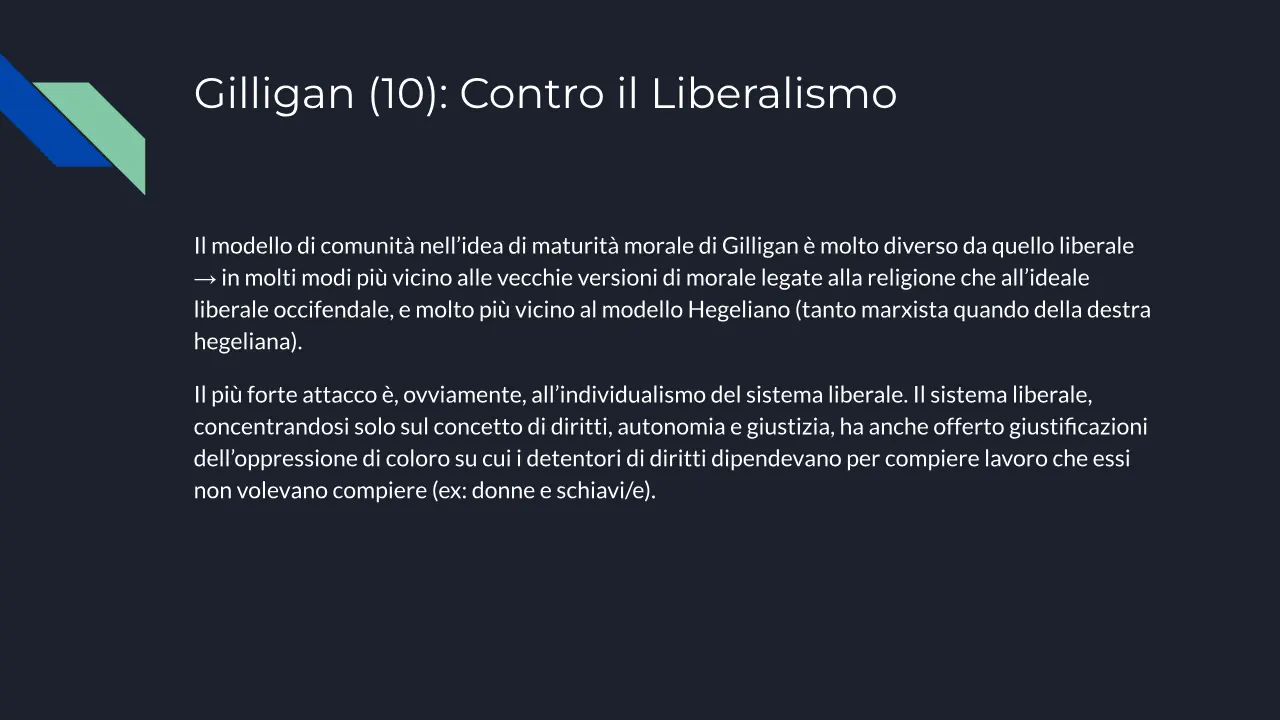 Gilligan (10): Contro il Liberalismo
Il modello di comunità nell’idea di maturità morale di Gilligan è molto diverso da quello liberale
→ in molti modi più vicino alle vecchie versioni di morale legate alla religione che all’ideale
liberale occifendale, e molto più vicino al modello Hegeliano (tanto marxista quando della destra
hegeliana).
Il più forte attacco è, ovviamente, all’individualismo del sistema liberale. Il sistema liberale,
concentrandosi solo sul concetto di diritti, autonomia e giustizia, ha anche offerto giustificazioni
dell’oppressione di coloro su cui i detentori di diritti dipendevano per compiere lavoro che essi
non volevano compiere (ex: donne e schiavi/e).